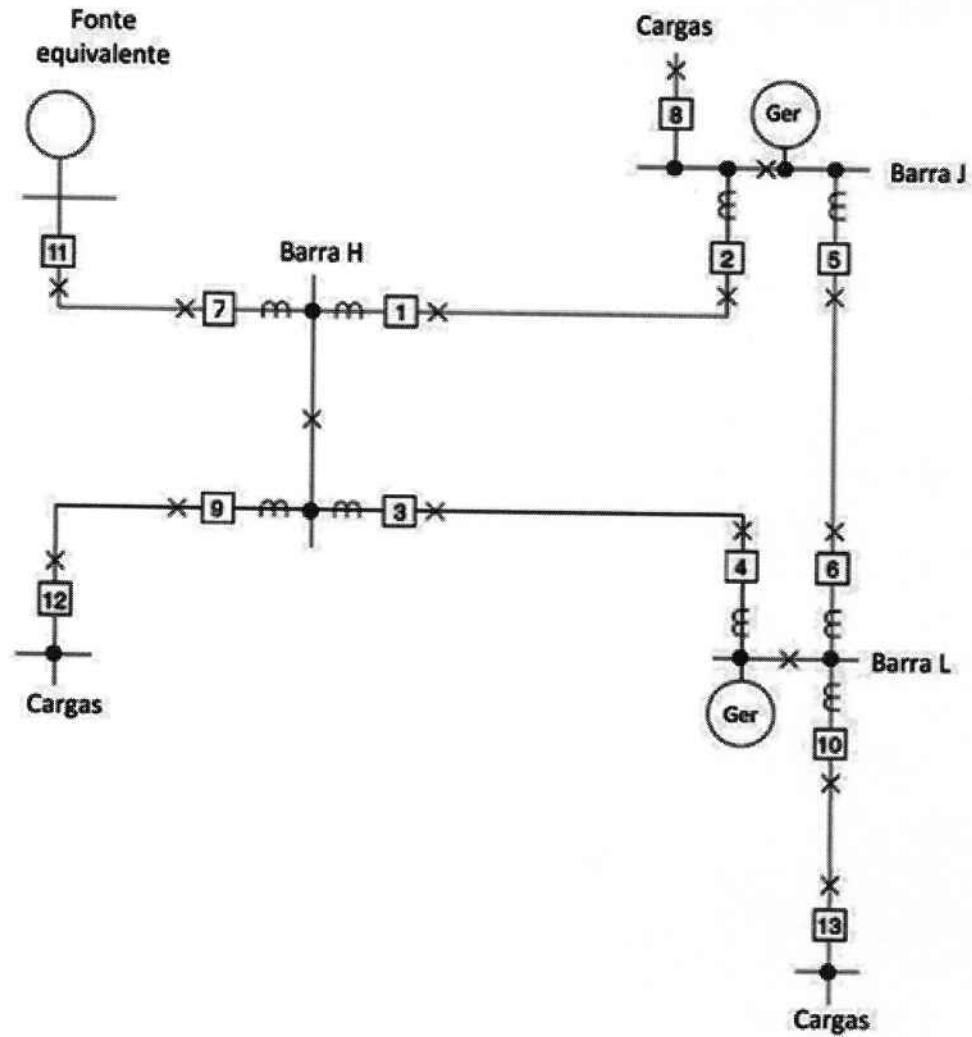 Fonte
equivalente
Cargas
8
Ger
Barra J
11
Barra H
2
5
7
1
9
3
12
4
6
Cargas
Barra L
Ger
10
13
Cargas